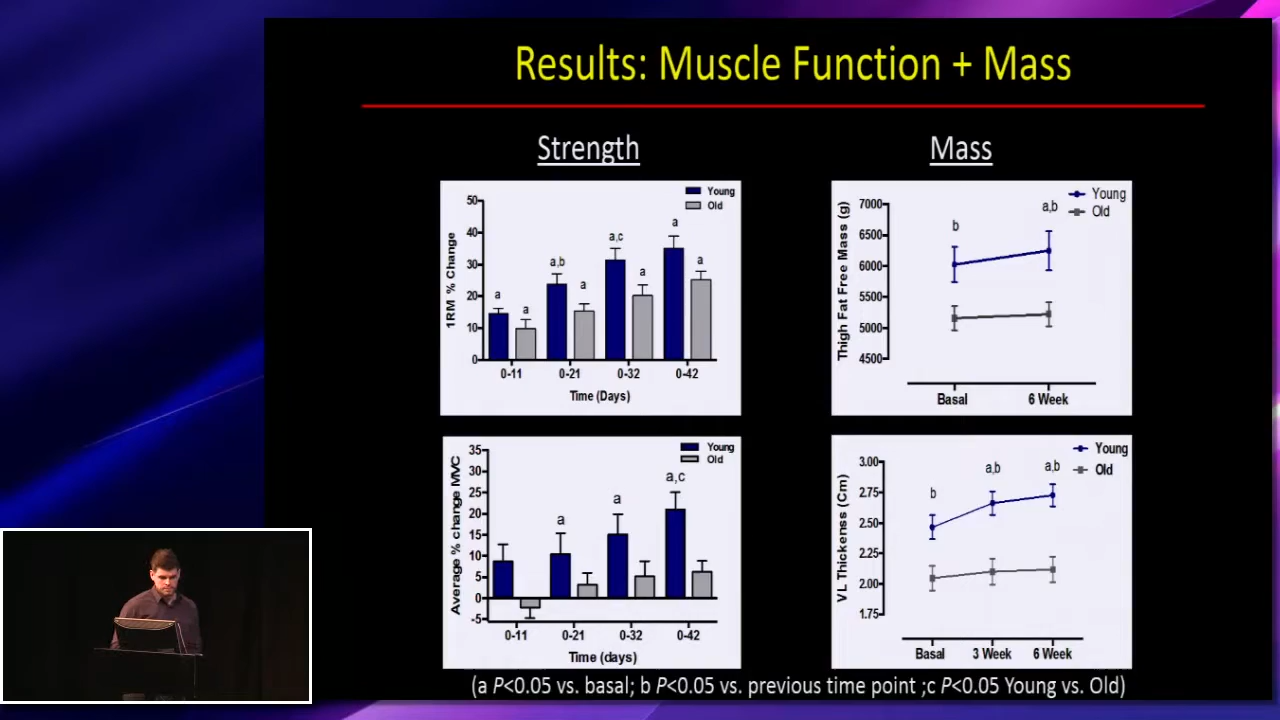 Results: Muscle Function + Mass
Strength
Mass
Young
Old
50
40
30
20
10
0
1RM % Change
a
a
a,b
a
a,c
a
a
a
0-11
0-21
0-32
0-42
Time (Days)
Young
Old
7000
6500
6000
5500
5000
4500
Thigh Fat Free Mass (g)
b
a,b
Basal
6 Week
Young
Old
35
30
25
20
15
10
5
0
-5
Average % change MVC
a
a
a,c
0-11
0-21
0-32
0-42
Time (days)
Young
Old
3.00
2.75
2.50
2.25
2.00
1.75
VL Thickenss (Cm)
b
a,b
a,b
Basal
3 Week
6 Week
(a P<0.05 vs. basal; b P<0.05 vs. previous time point ;c P<0.05 Young vs. Old)